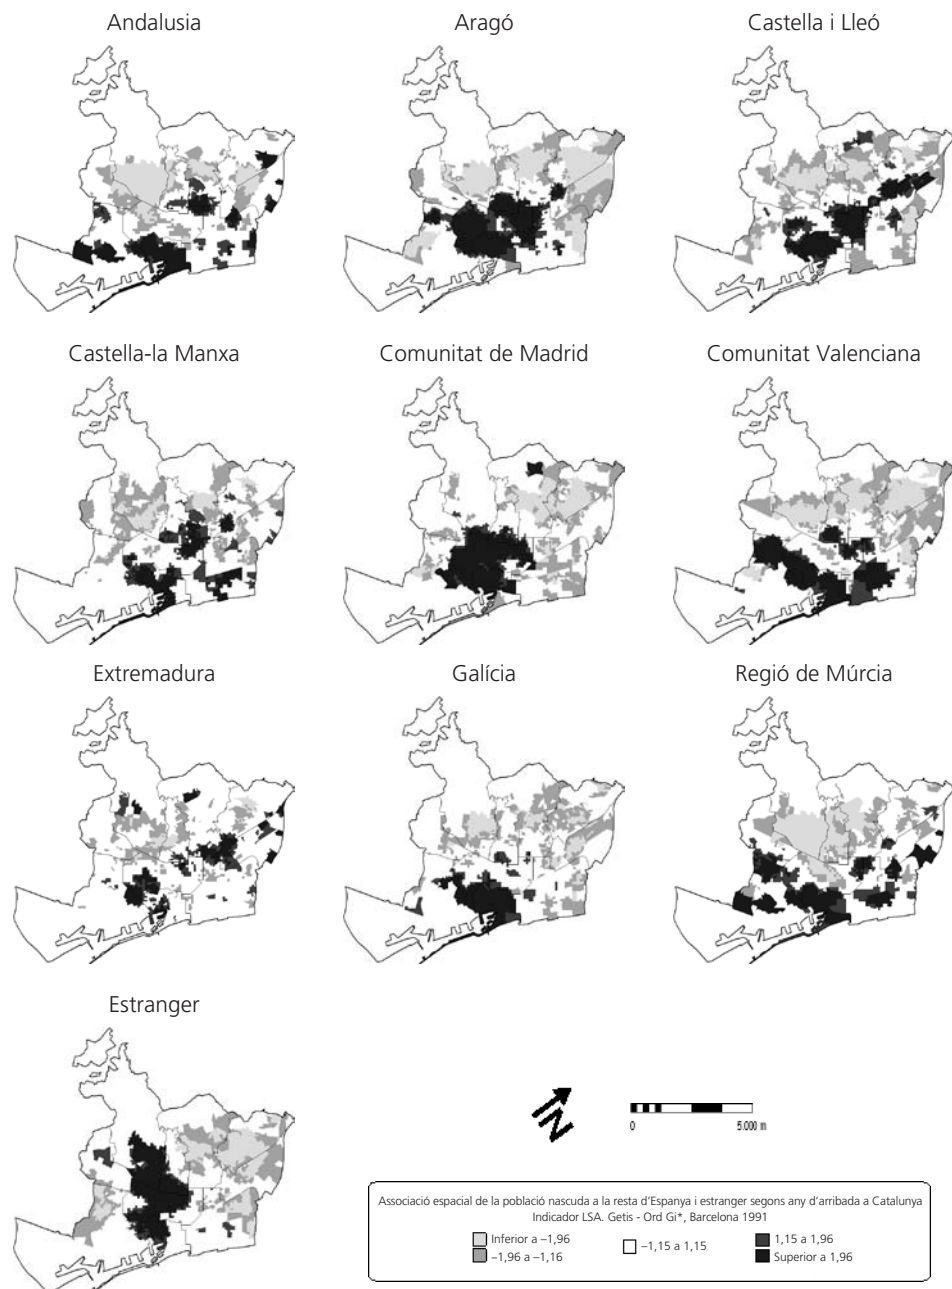 Andalusia
Aragó
Castella i Lleó
Castella-la Manxa
Comunitat de Madrid
Comunitat Valenciana
Extremadura
Galícia
Regió de Múrcia
Estranger
N
0
5.000 m
Associació espacial de la població nascuda a la resta d'Espanya i estranger segons any d'arribada a Catalunya
Indicador LSA. Getis - Ord Gi*, Barcelona 1991
Inferior a –1,96
–1,96 a –1,16
–1,15 a 1,15
1,15 a 1,96
Superior a 1,96